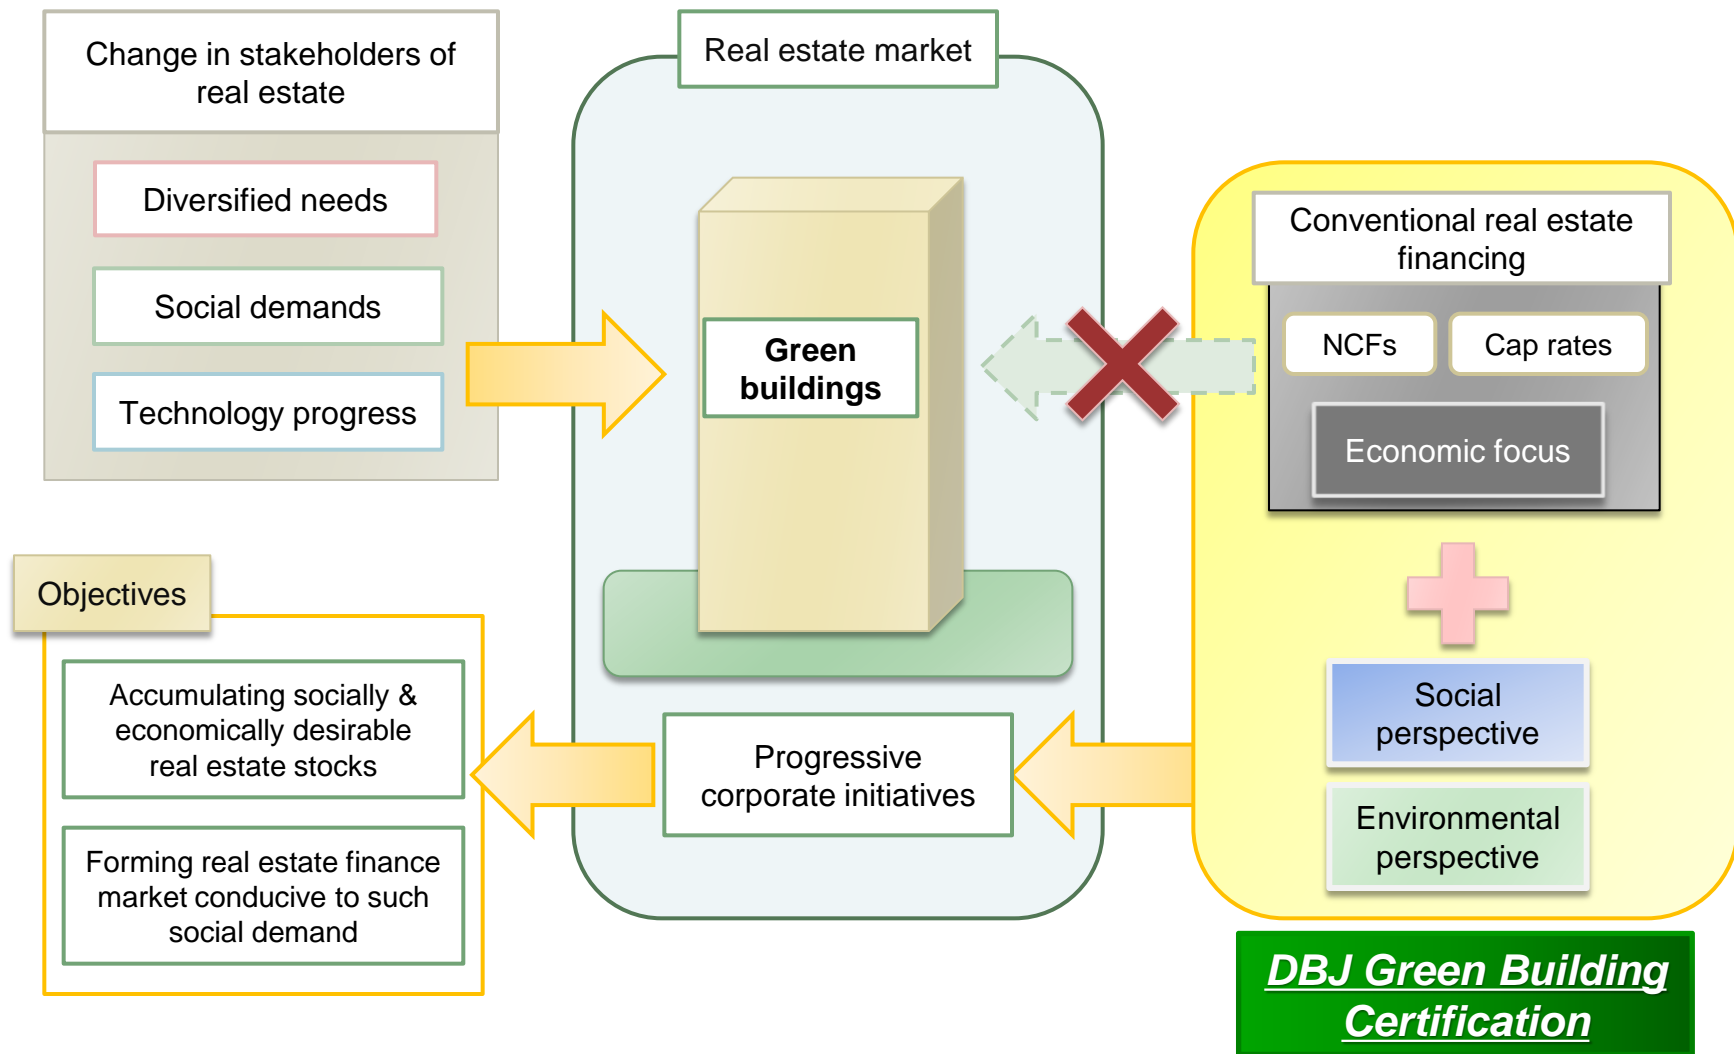 Change in stakeholders of
real estate
Diversified needs
Social demands
Technology progress
Real estate market
Green
buildings
Conventional real estate
financing
NCFs
Cap rates
Economic focus
Objectives
Accumulating socially &
economically desirable
real estate stocks
Forming real estate finance
market conducive to such
social demand
Progressive
corporate initiatives
Social
perspective
Environmental
perspective
DBJ Green Building
Certification